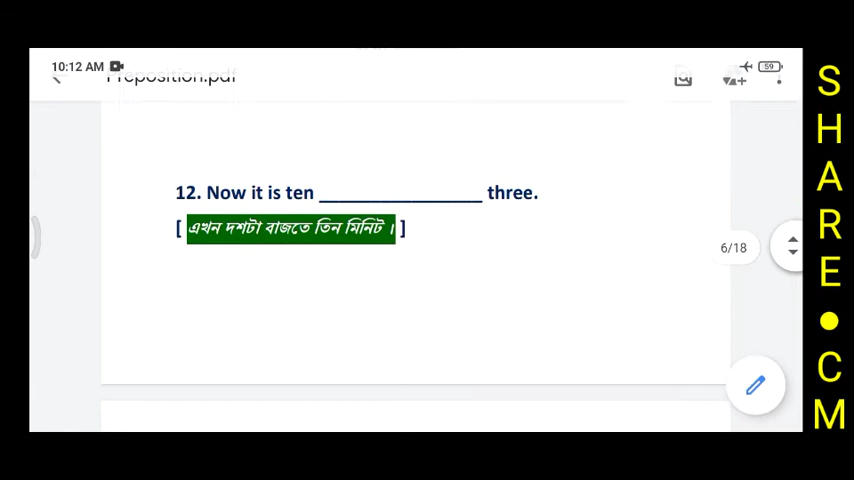 10:12 AM
59
Preposition.pdf
12. Now it is ten ________________ three.
[ এখন দশটা বাজতে তিন মিনিট । ]
6/18
SHARE●CM